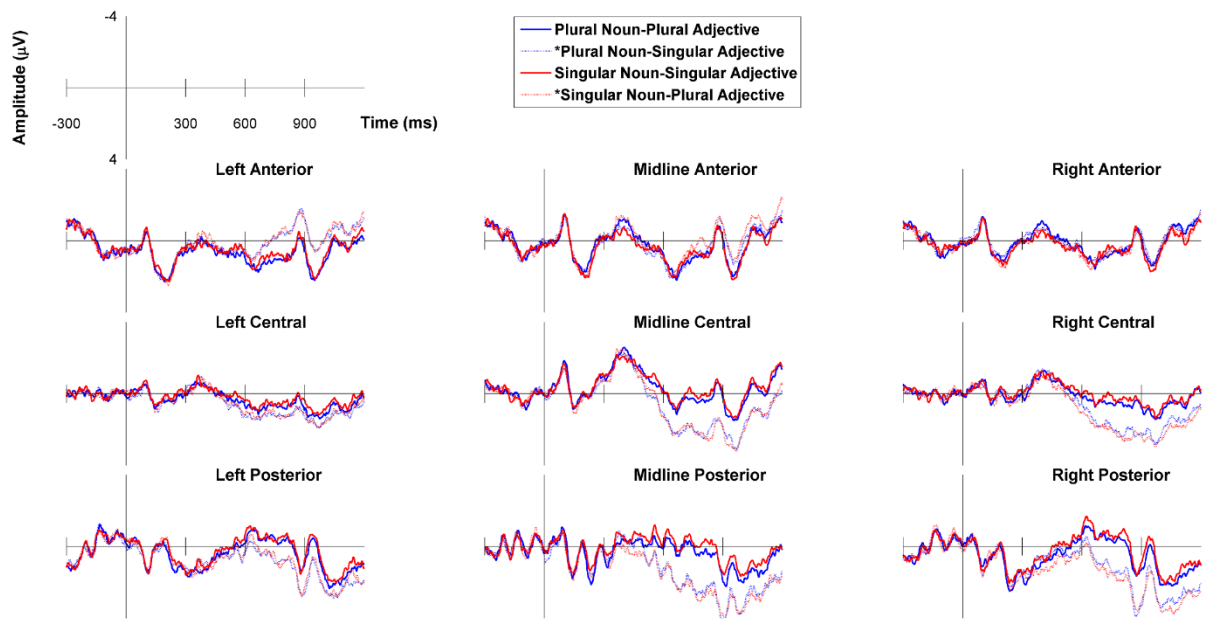 -4
Amplitude (μV)
-300
300
600
900
Time (ms)
4
Plural Noun-Plural Adjective
*Plural Noun-Singular Adjective
Singular Noun-Singular Adjective
*Singular Noun-Plural Adjective
Left Anterior
Midline Anterior
Right Anterior
Left Central
Midline Central
Right Central
Left Posterior
Midline Posterior
Right Posterior